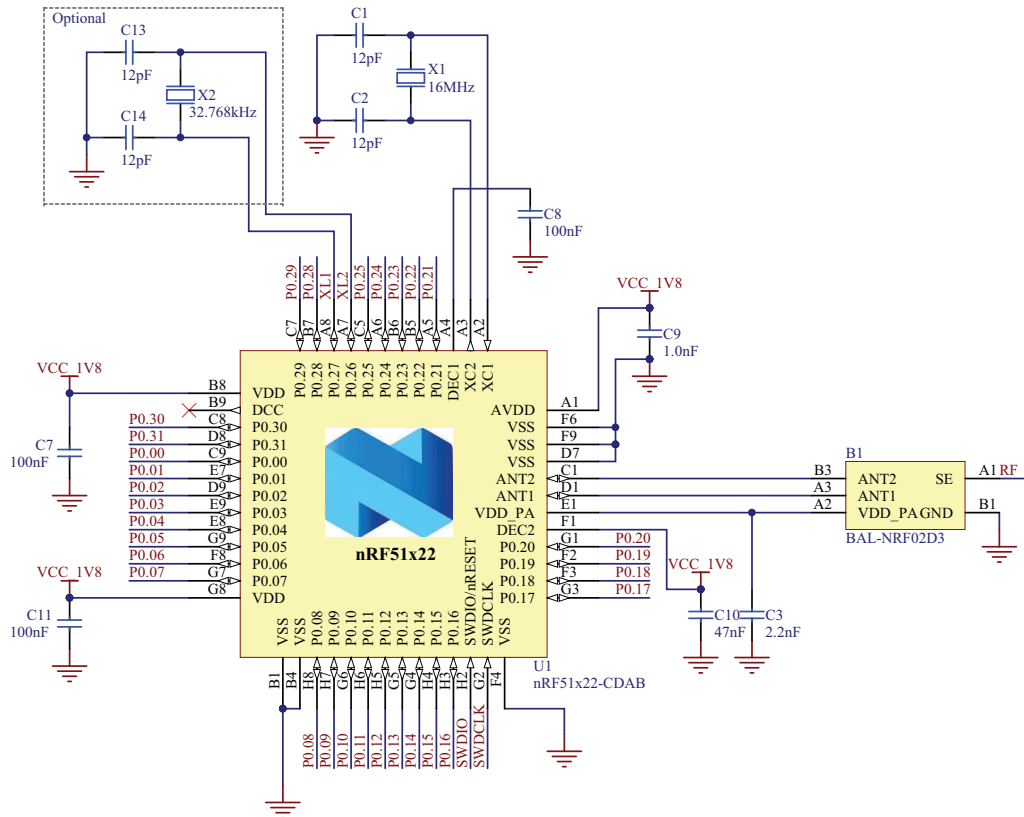 Optional
C13
12pF
X2
32.768kHz
C14
12pF
C1
12pF
X1
16MHz
C2
12pF
C8
100nF
P0.29
P0.28
XL1
XL2
P0.25
P0.24
P0.23
P0.22
P0.21
C7
B7
A8
A7
C5
A6
B6
B5
A5
A4
A3
A2
P0.29
P0.28
P0.27
P0.26
P0.25
P0.24
P0.23
P0.22
P0.21
DEC1
XC2
XC1
VCC_1V8
C9
1.0nF
VCC_1V8
C7
100nF
B8 VDD
B9 DCC
P0.30 C8 P0.30
P0.31 D8 P0.31
P0.00 C9 P0.00
P0.01 E7 P0.01
P0.02 D9 P0.02
P0.03 E9 P0.03
P0.04 E8 P0.04
P0.05 G9 P0.05
P0.06 F8 P0.06
P0.07 G7 P0.07
G8 VDD
VCC_1V8
C11
100nF
nRF51x22
AVDD A1
VSS F6
VSS F9
VSS D7
ANT2 C1
ANT1 D1
VDD_PA E1
DEC2 F1
P0.20 G1 P0.20
P0.19 F2 P0.19
P0.18 F3 P0.18
P0.17 G3 P0.17
B1
B3 ANT2 SE A1 RF
A3 ANT1
A2 VDD_PA GND B1
BAL-NRF02D3
VCC_1V8
C10
47nF
C3
2.2nF
VSS
VSS
P0.08
P0.09
P0.10
P0.11
P0.12
P0.13
P0.14
P0.15
P0.16
SWDIO/nRESET
SWDCLK
VSS
U1
nRF51x22-CDAB
B1
B4
H8
H7
G6
H6
H5
G5
G4
H4
H3
H2
G2
F4
P0.08
P0.09
P0.10
P0.11
P0.12
P0.13
P0.14
P0.15
P0.16
SWDIO
SWDCLK